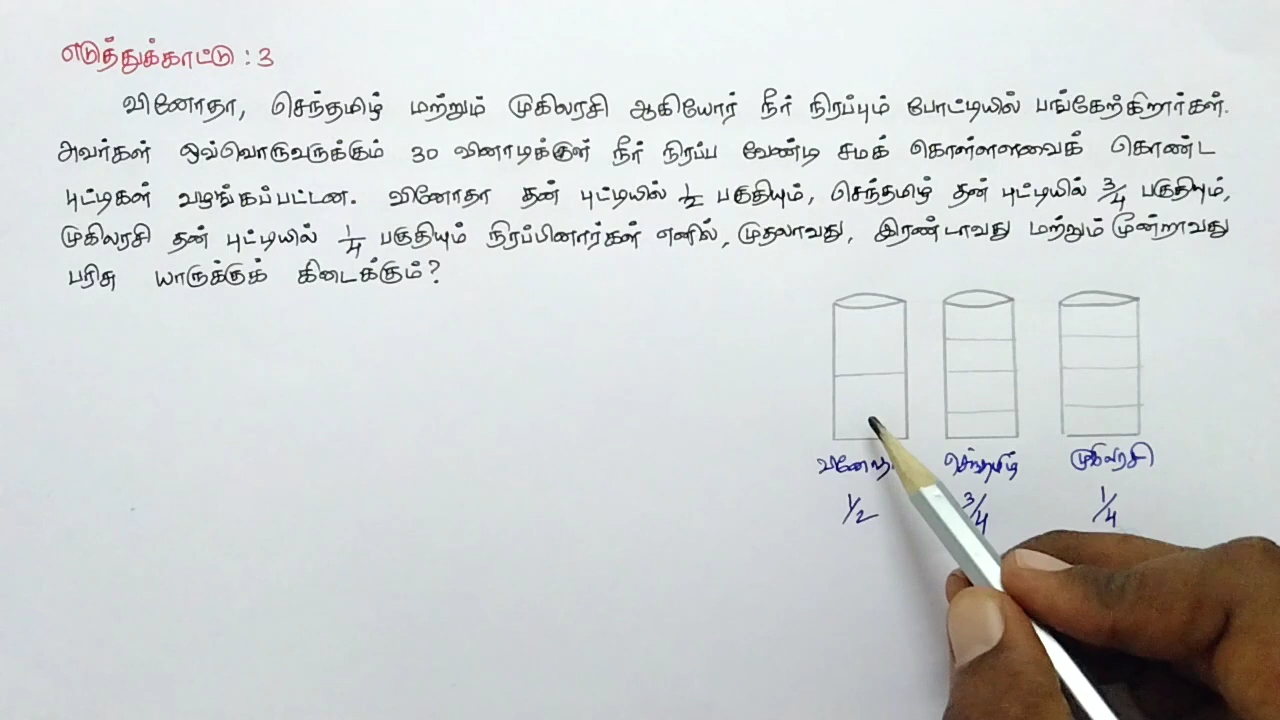 எடுத்துக்காட்டு : 3
வினோதா, செந்தமிழ் மற்றும் முகிலரசி ஆகியோர் நீர் நிரப்பும் போட்டியில் பங்கேற்கிறார்கள்.
அவர்கள் ஒவ்வொருவருக்கும் 30 வினாடிக்குள் நீர் நிரப்ப வேண்டி சமக் கொள்ளளவைக் கொண்ட
புட்டிகள் வழங்கப்பட்டன. வினோதா தன் புட்டியில் 1/2 பகுதியும், செந்தமிழ் தன் புட்டியில் 3/4 பகுதியும்,
முகிலரசி தன் புட்டியில் 1/4 பகுதியும் நிரப்பினார்கள் எனில், முதலாவது, இரண்டாவது மற்றும் மூன்றாவது
பரிசு யாருக்குக் கிடைக்கும்?
செந்தமிழ் முகிலரசி
1/2 3/4 1/4